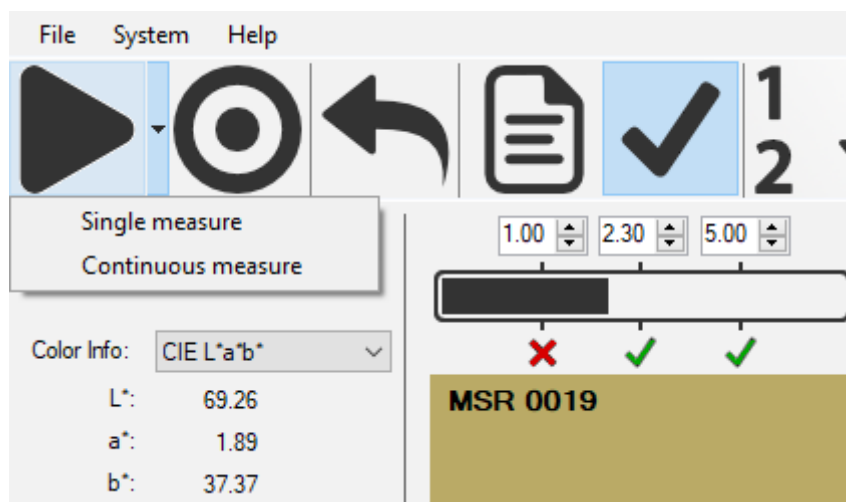 File System Help
1
2
Single measure
Continuous measure
1.00 2.30 5.00
Color Info: CIE L*a*b*
L*: 69.26
a*: 1.89
b*: 37.37
MSR 0019